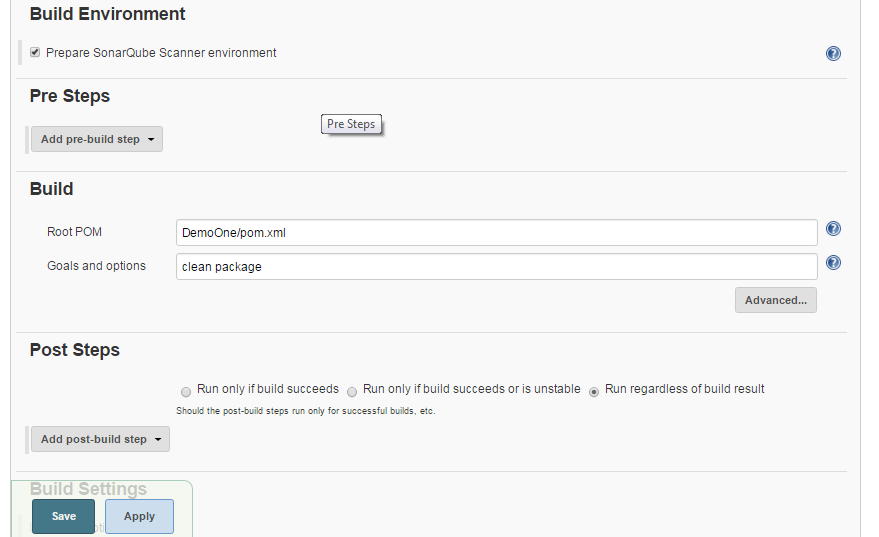 Build Environment
Prepare SonarQube Scanner environment
Pre Steps
Pre Steps
Add pre-build step
Build
Root POM
DemoOne/pom.xml
Goals and options
clean package
Advanced...
Post Steps
Run only if build succeeds Run only if build succeeds or is unstable Run regardless of build result
Should the post-build steps run only for successful builds, etc.
Add post-build step
Build Settings
Save Apply